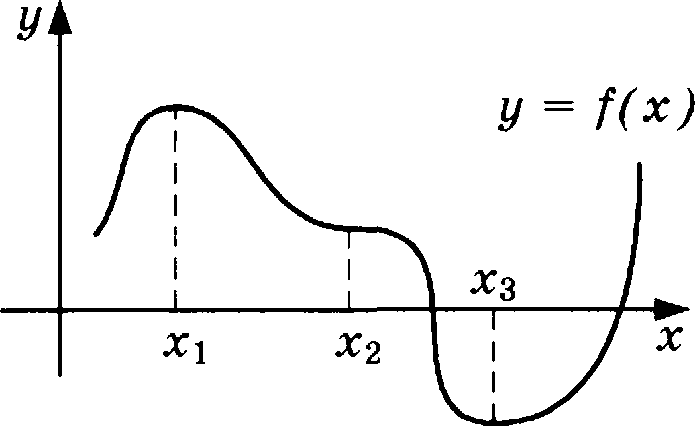 y
y = f(x)
x₃
x₁
x₂
x